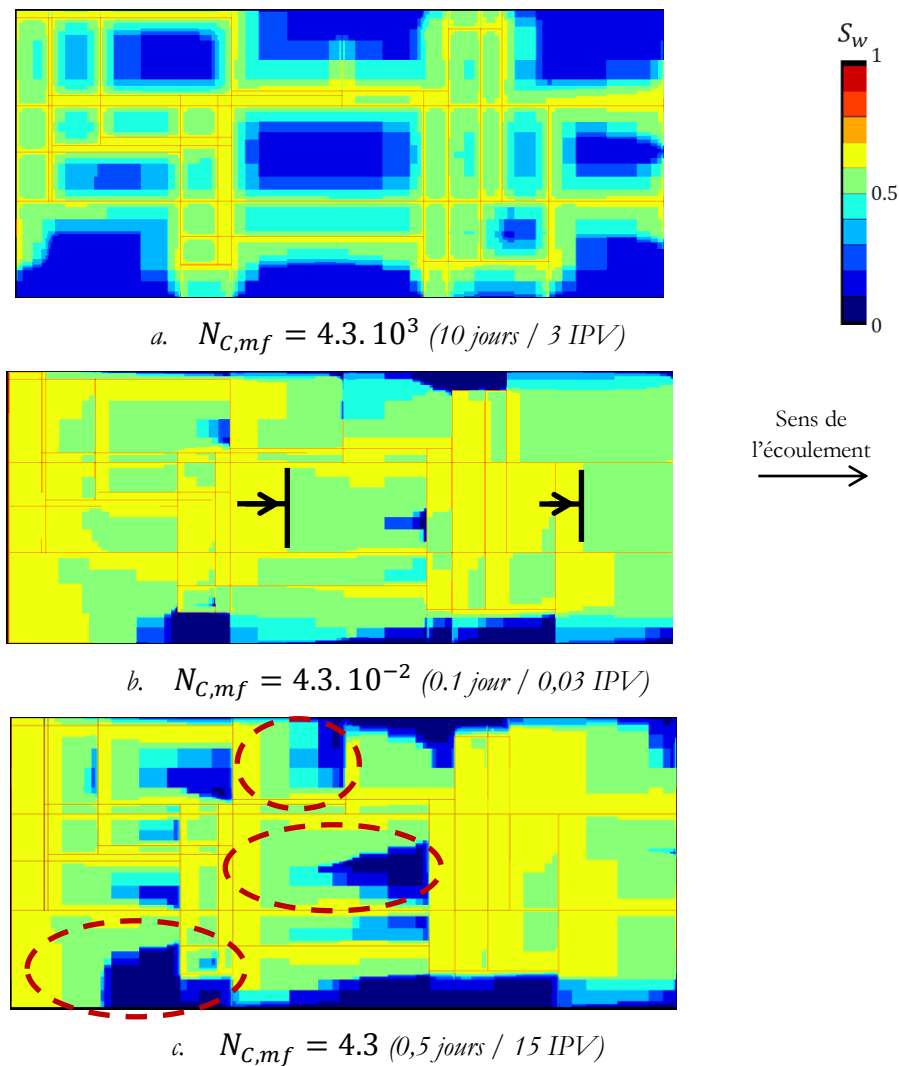 S_w
1
0.5
0
a. N_{C,mf} = 4.3. 10^3 (10 jours / 3 IPV)
Sens de
l'écoulement
b. N_{C,mf} = 4.3. 10^{-2} (0.1 jour / 0,03 IPV)
c. N_{C,mf} = 4.3 (0,5 jours / 15 IPV)